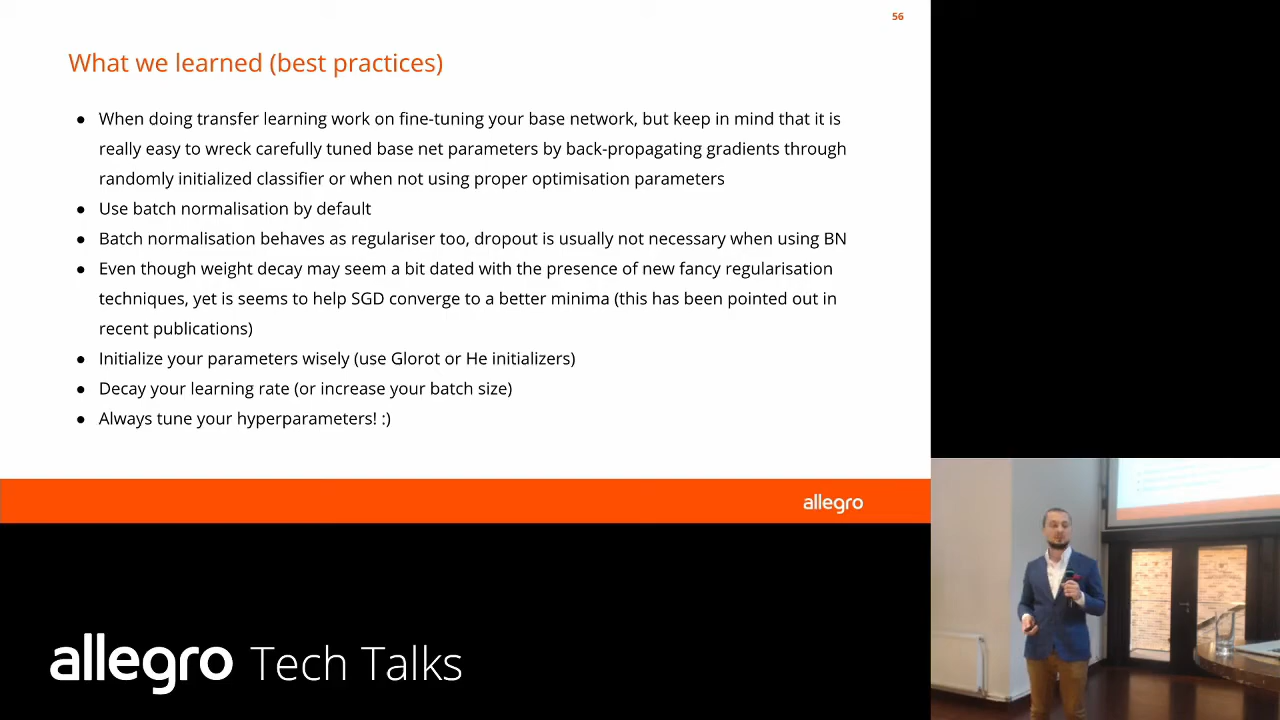 56
What we learned (best practices)
● When doing transfer learning work on fine-tuning your base network, but keep in mind that it is
really easy to wreck carefully tuned base net parameters by back-propagating gradients through
randomly initialized classifier or when not using proper optimisation parameters
● Use batch normalisation by default
● Batch normalisation behaves as regulariser too, dropout is usually not necessary when using BN
● Even though weight decay may seem a bit dated with the presence of new fancy regularisation
techniques, yet is seems to help SGD converge to a better minima (this has been pointed out in
recent publications)
● Initialize your parameters wisely (use Glorot or He initializers)
● Decay your learning rate (or increase your batch size)
● Always tune your hyperparameters! :)
allegro
allegro Tech Talks